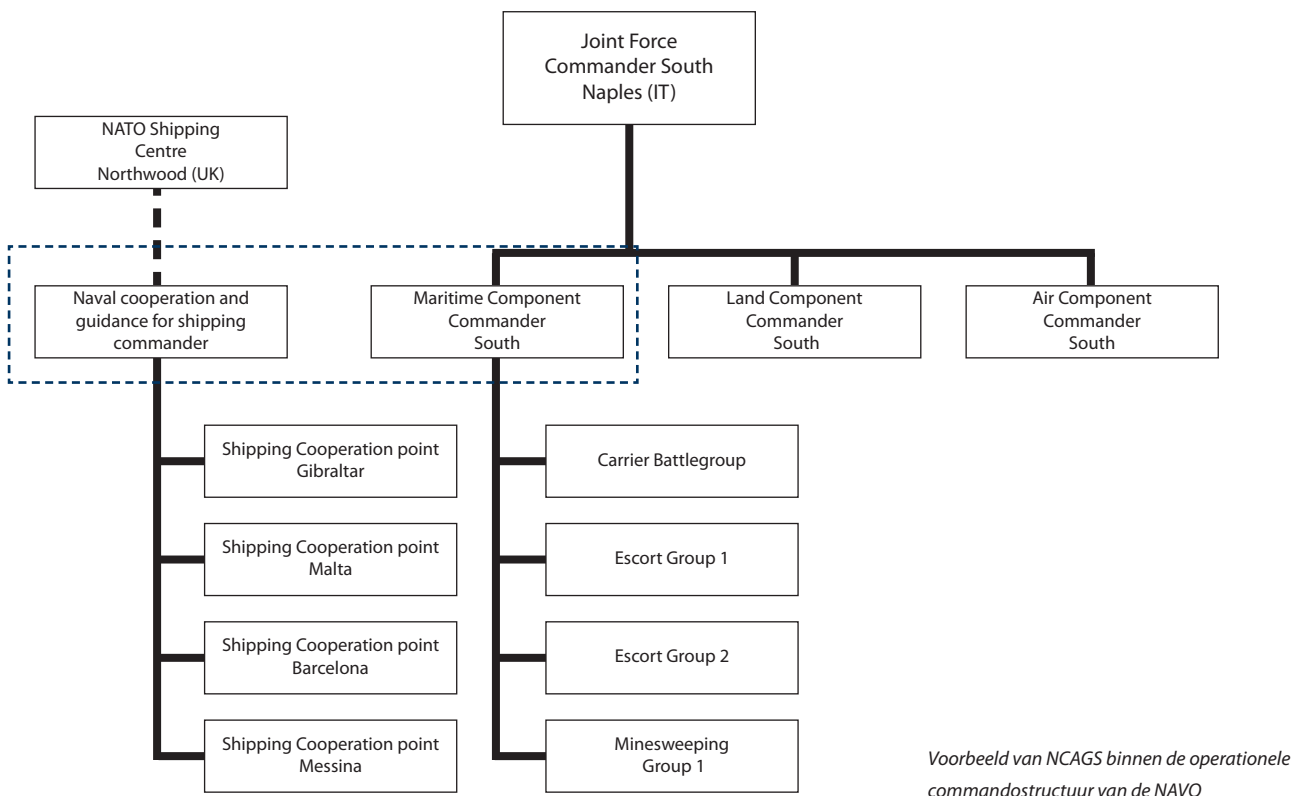 Joint Force
Commander South
Naples (IT)
NATO Shipping
Centre
Northwood (UK)
Naval cooperation and
guidance for shipping
commander
Maritime Component
Commander
South
Land Component
Commander
South
Air Component
Commander
South
Shipping Cooperation point
Gibraltar
Shipping Cooperation point
Malta
Shipping Cooperation point
Barcelona
Shipping Cooperation point
Messina
Carrier Battlegroup
Escort Group 1
Escort Group 2
Minesweeping
Group 1
Voorbeeld van NCAGS binnen de operationele
commandostructuur van de NAVO